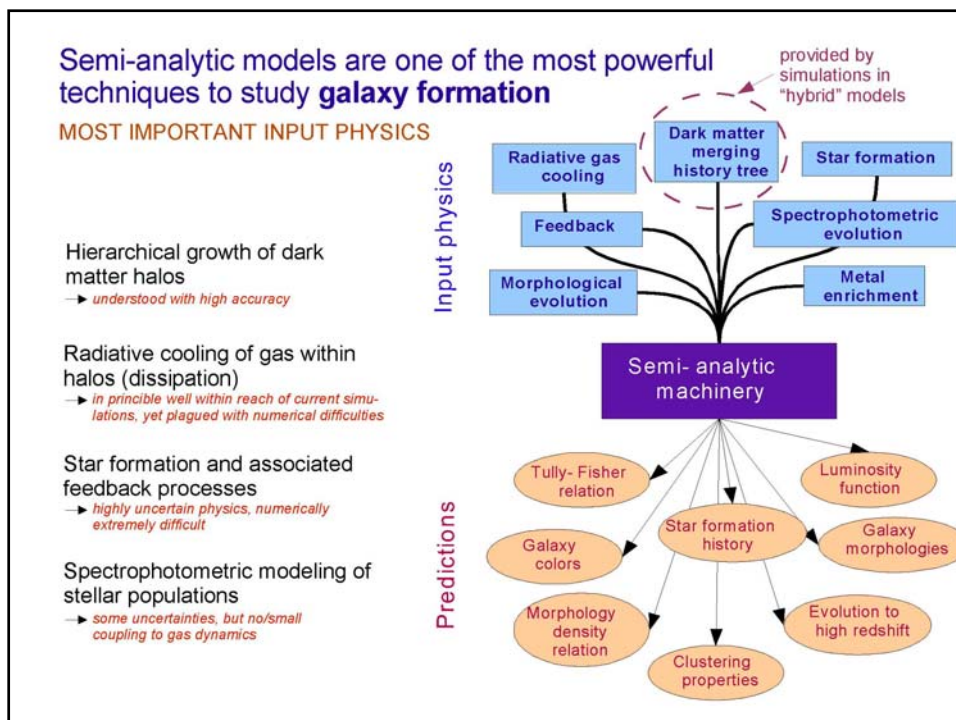 Semi-analytic models are one of the most powerful
techniques to study galaxy formation
MOST IMPORTANT INPUT PHYSICS
Hierarchical growth of dark
matter halos
understood with high accuracy
Radiative cooling of gas within
halos (dissipation)
in princible well within reach of current simu-
lations, yet plagued with numerical difficulties
Star formation and associated
feedback processes
highly uncertain physics, numerically
extremely difficult
Spectrophotometric modeling of
stellar populations
some uncertainties, but no/small
coupling to gas dynamics
provided by
simulations in
"hybrid" models
Input physics
Radiative gas
cooling
Dark matter
merging
history tree
Star formation
Feedback
Spectrophotometric
evolution
Morphological
evolution
Metal
enrichment
Semi- analytic
machinery
Predictions
Tully- Fisher
relation
Luminosity
function
Star formation
history
Galaxy
colors
Galaxy
morphologies
Morphology
density
relation
Evolution to
high redshift
Clustering
properties